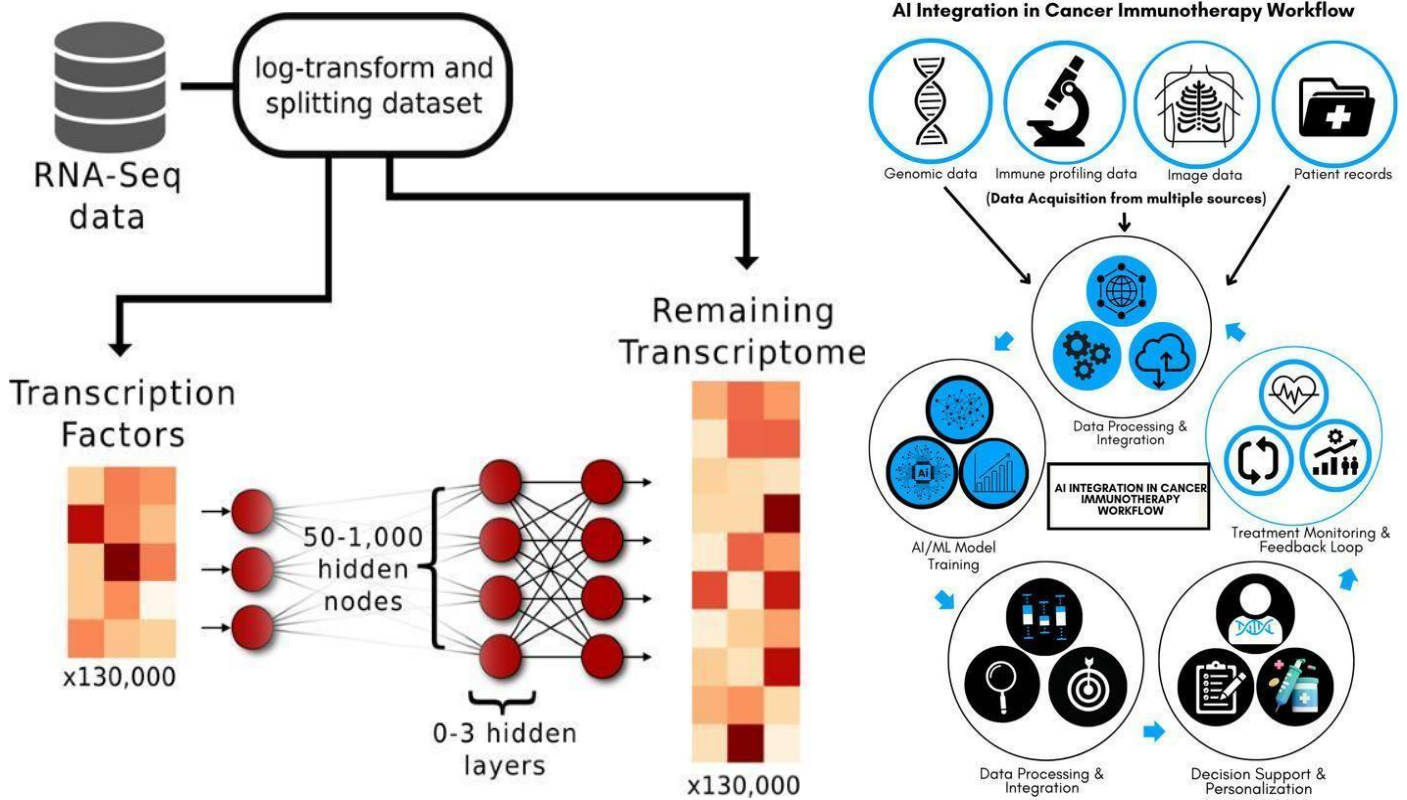 RNA-Seq
data
log-transform and
splitting dataset
Transcription
Factors
x130,000
50-1,000
hidden
nodes
0-3 hidden
layers
Remaining
Transcriptome
x130,000
AI Integration in Cancer Immunotherapy Workflow
Genomic data
Immune profiling data
Image data
Patient records
(Data Acquisition from multiple sources)
Data Processing &
Integration
Ai
AI/ML Model
Training
AI INTEGRATION IN CANCER
IMMUNOTHERAPY
WORKFLOW
Treatment Monitoring &
Feedback Loop
Data Processing &
Integration
Decision Support &
Personalization